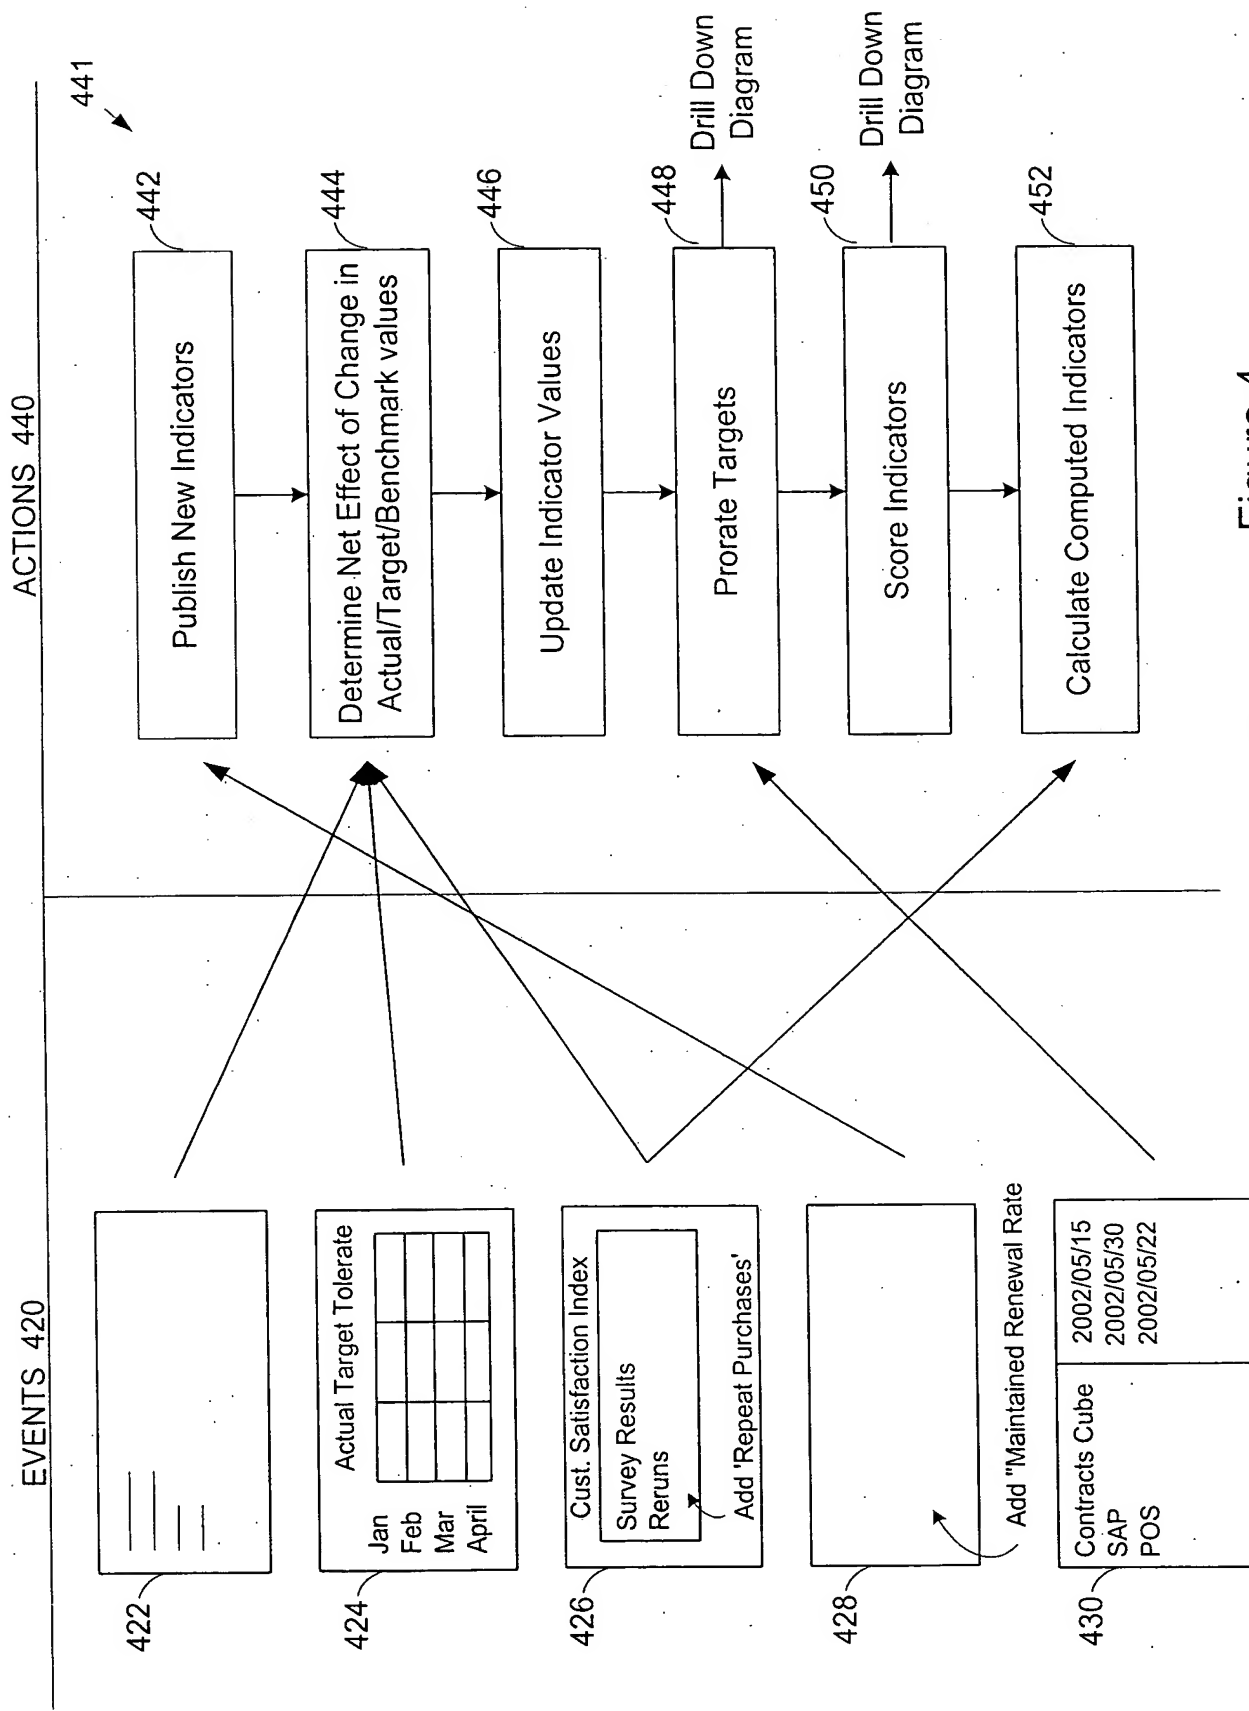 EVENTS 420
ACTIONS 440
441
422
424
Actual Target Tolerate
Jan
Feb
Mar
April
426
Cust. Satisfaction Index
Survey Results
Reruns
Add 'Repeat Purchases'
428
Add "Maintained Renewal Rate
430
Contracts Cube
SAP
POS
2002/05/15
2002/05/30
2002/05/22
442
Publish New Indicators
444
Determine Net Effect of Change in
Actual/Target/Benchmark values
446
Update Indicator Values
448
Prorate Targets
Drill Down
Diagram
450
Score Indicators
Drill Down
Diagram
452
Calculate Computed Indicators
Figure 4